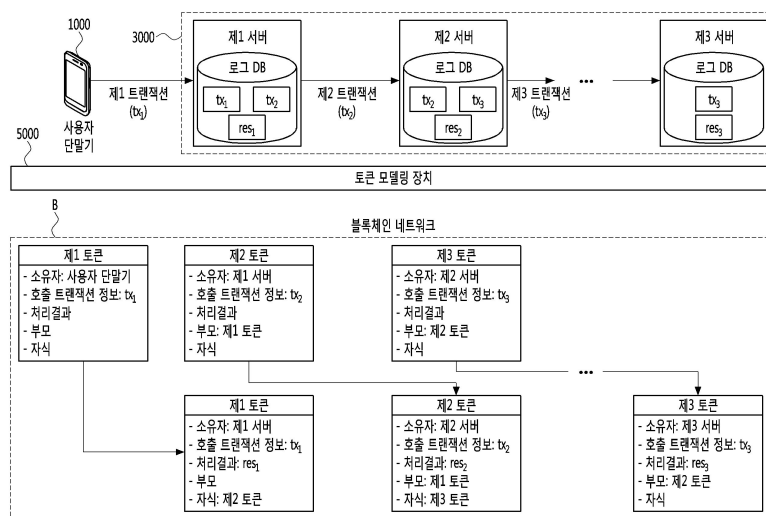 1000
3000
제1 서버
제2 서버
제3 서버
로그 DB
로그 DB
로그 DB
tx1
tx2
res1
tx2
tx3
res2
tx3
res3
제1 트랜잭션
(tx1)
제2 트랜잭션
(tx2)
제3 트랜잭션
(tx3)
...
사용자
단말기
5000
토큰 모델링 장치
B
블록체인 네트워크
제1 토큰
- 소유자: 사용자 단말기
- 호출 트랜잭션 정보: tx1
- 처리결과
- 부모
- 자식
제2 토큰
- 소유자: 제1 서버
- 호출 트랜잭션 정보: tx2
- 처리결과
- 부모: 제1 토큰
- 자식
제3 토큰
- 소유자: 제2 서버
- 호출 트랜잭션 정보: tx3
- 처리결과
- 부모: 제2 토큰
- 자식
...
제1 토큰
- 소유자: 제1 서버
- 호출 트랜잭션 정보: tx1
- 처리결과: res1
- 부모
- 자식: 제2 토큰
제2 토큰
- 소유자: 제2 서버
- 호출 트랜잭션 정보: tx2
- 처리결과: res2
- 부모: 제1 토큰
- 자식: 제3 토큰
제3 토큰
- 소유자: 제3 서버
- 호출 트랜잭션 정보: tx3
- 처리결과: res3
- 부모: 제2 토큰
- 자식